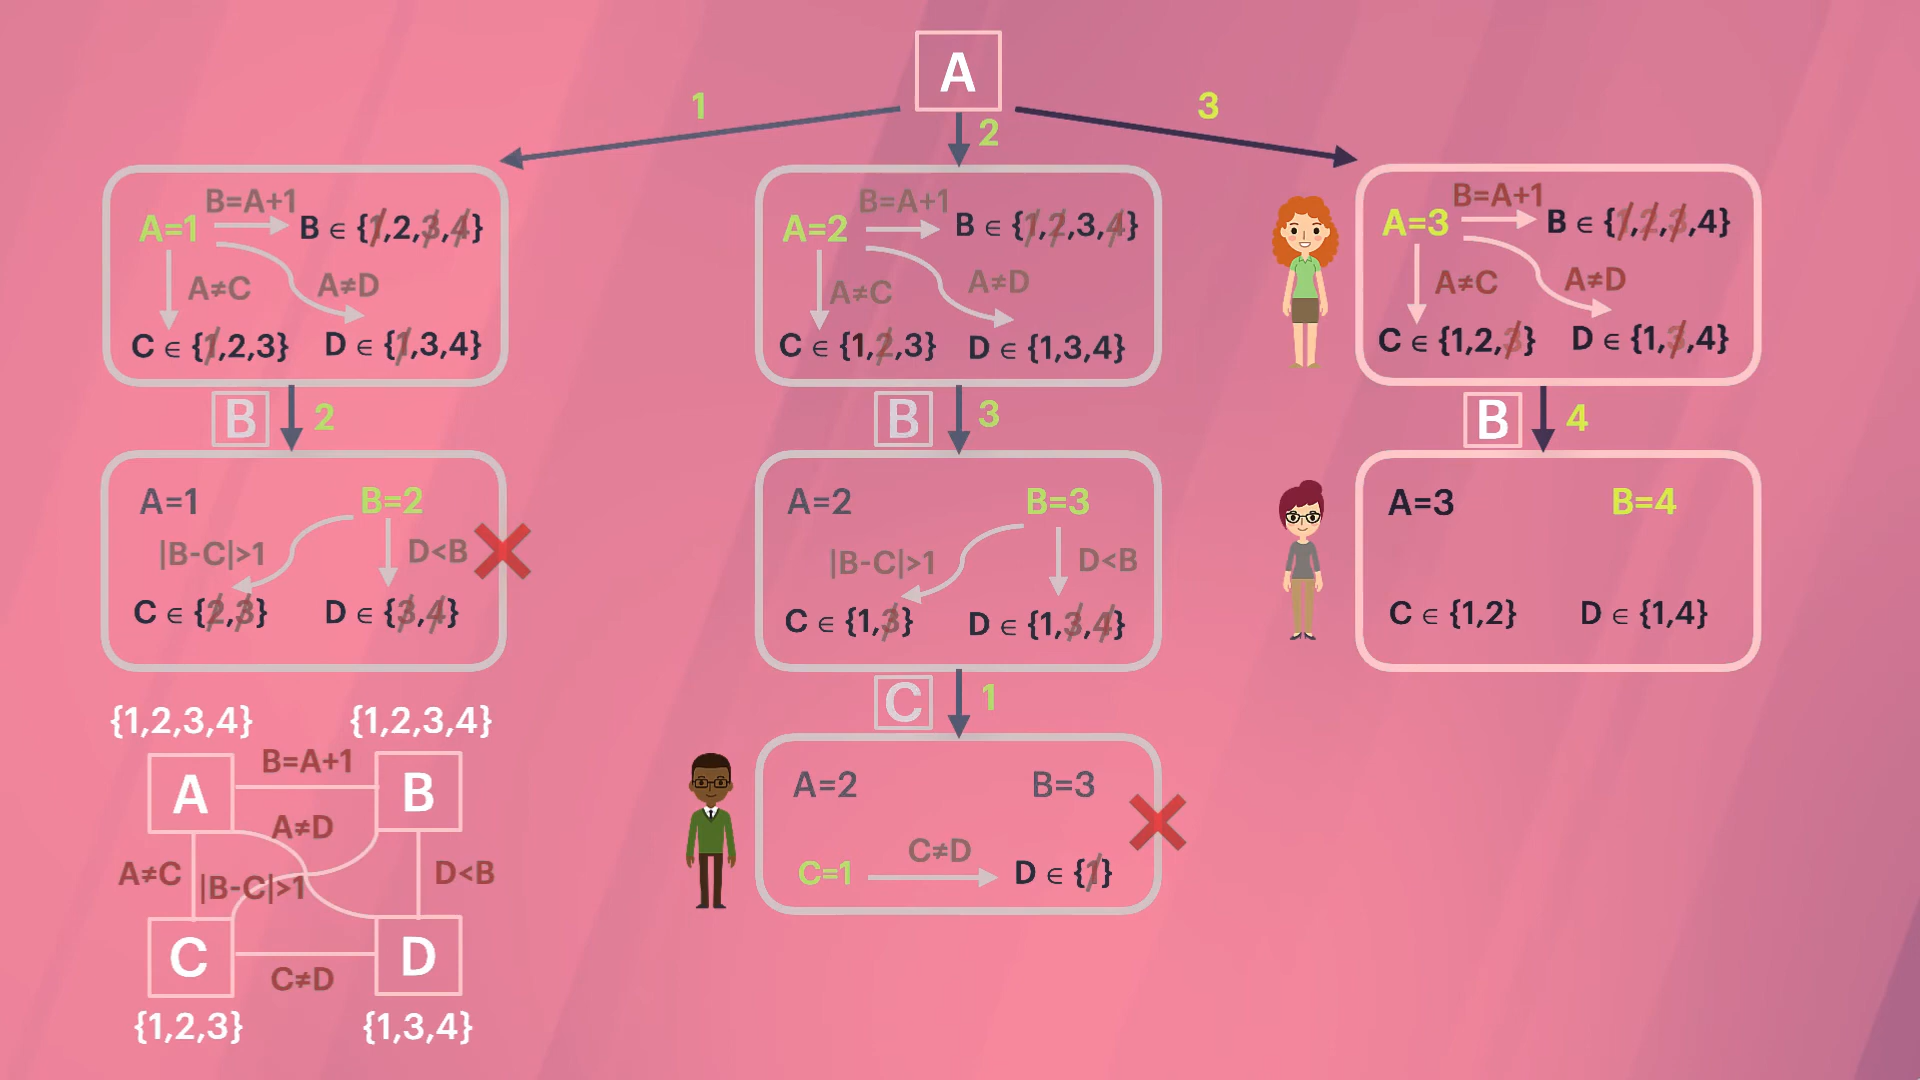 A
1
2
3
B=A+1
A=1
B ∈ {1,2,3,4}
A≠C
A≠D
C ∈ {1,2,3}
D ∈ {1,3,4}
B=A+1
A=2
B ∈ {1,2,3,4}
A≠C
A≠D
C ∈ {1,2,3}
D ∈ {1,3,4}
B=A+1
A=3
B ∈ {1,2,3,4}
A≠C
A≠D
C ∈ {1,2,3}
D ∈ {1,3,4}
B
2
B
3
B
4
A=1
B=2
|B-C|>1
D<B
C ∈ {2,3}
D ∈ {3,4}
A=2
B=3
|B-C|>1
D<B
C ∈ {1,3}
D ∈ {1,3,4}
A=3
B=4
C ∈ {1,2}
D ∈ {1,4}
C
1
A=2
B=3
C≠D
C=1
D ∈ {1}
{1,2,3,4}
{1,2,3,4}
A
B=A+1
B
A≠D
A≠C
|B-C|>1
D<B
C
D
C≠D
{1,2,3}
{1,3,4}